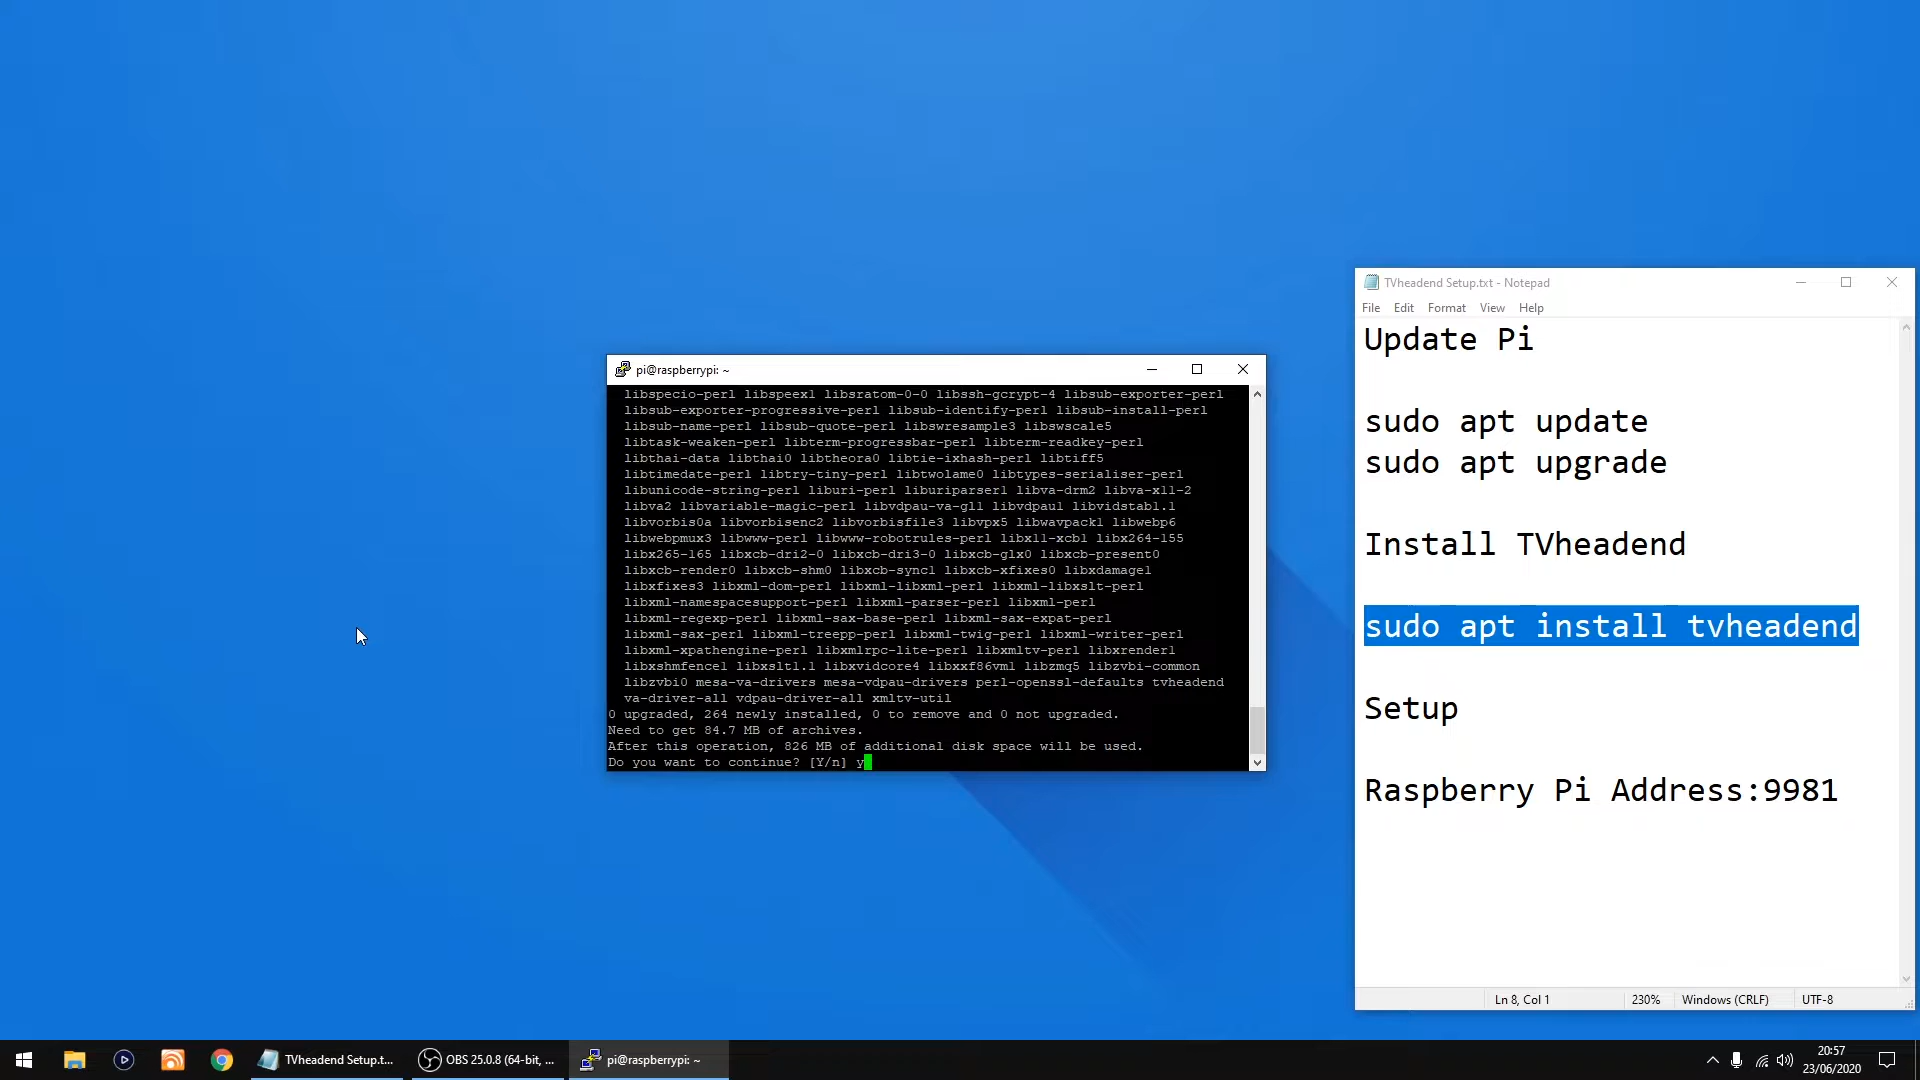 pi@raspberrypi: ~
libspecio-perl libspeex1 libsratom-0-0 libssh-gcrypt-4 libsub-exporter-perl
libsub-exporter-progressive-perl libsub-identify-perl libsub-install-perl
libsub-name-perl libsub-quote-perl libswresample3 libswscale5
libtask-weaken-perl libterm-progressbar-perl libterm-readkey-perl
libthai-data libthai0 libtheora0 libtie-ixhash-perl libtiff5
libtimedate-perl libtry-tiny-perl libtwolame0 libtypes-serialiser-perl
libunicode-string-perl liburi-perl liburiparser1 libva-drm2 libva-x11-2
libva2 libvariable-magic-perl libvdpau-va-gl1 libvdpau1 libvidstab1.1
libvorbis0a libvorbisenc2 libvorbisfile3 libvpx5 libwavpack1 libwebp6
libwebpmux3 libwww-perl libwww-robotrules-perl libx11-xcb1 libx264-155
libx265-165 libxcb-dri2-0 libxcb-dri3-0 libxcb-glx0 libxcb-present0
libxcb-render0 libxcb-shm0 libxcb-sync1 libxcb-xfixes0 libxdamage1
libxfixes3 libxml-dom-perl libxml-libxml-perl libxml-libxslt-perl
libxml-namespacesupport-perl libxml-parser-perl libxml-perl
libxml-regexp-perl libxml-sax-base-perl libxml-sax-expat-perl
libxml-sax-perl libxml-treepp-perl libxml-twig-perl libxml-writer-perl
libxml-xpathengine-perl libxmlrpc-lite-perl libxmltv-perl libxrender1
libxshmfence1 libxslt1.1 libxvidcore4 libxxf86vm1 libzmq5 libzvbi-common
libzvbi0 mesa-va-drivers mesa-vdpau-drivers perl-openssl-defaults tvheadend
va-driver-all vdpau-driver-all xmltv-util
0 upgraded, 264 newly installed, 0 to remove and 0 not upgraded.
Need to get 84.7 MB of archives.
After this operation, 826 MB of additional disk space will be used.
Do you want to continue? [Y/n] y
TVheadend Setup.txt - Notepad
File Edit Format View Help
Update Pi
sudo apt update
sudo apt upgrade
Install TVheadend
sudo apt install tvheadend
Setup
Raspberry Pi Address:9981
Ln 8, Col 1 230% Windows (CRLF) UTF-8
TVheadend Setup.t... OBS 25.0.8 (64-bit, ... pi@raspberrypi: ~
20:57
23/06/2020